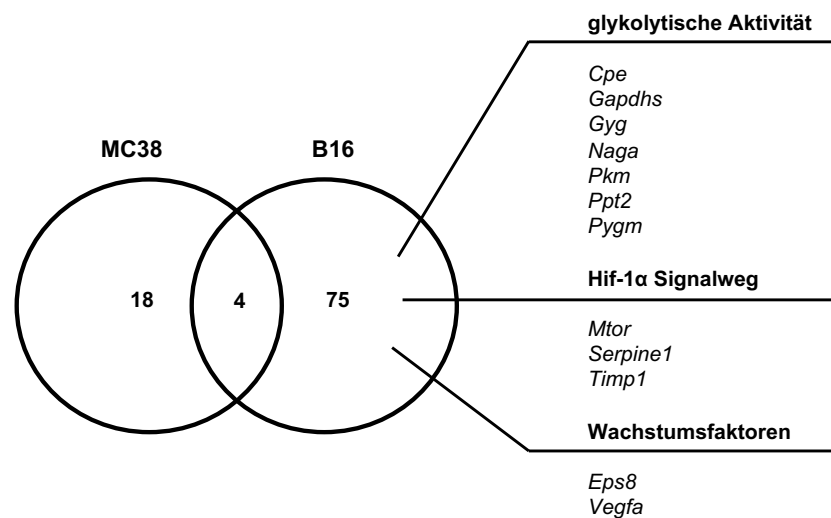 glykolytische Aktivität
Cpe
Gapdhs
Gyg
Naga
Pkm
Ppt2
Pygm
MC38 B16
18 4 75
Hif-1α Signalweg
Mtor
Serpine1
Timp1
Wachstumsfaktoren
Eps8
Vegfa